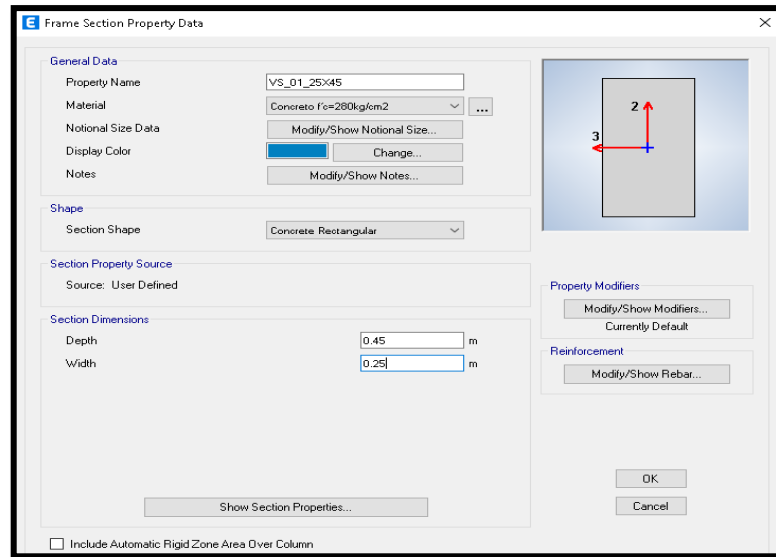 E Frame Section Property Data
General Data
Property Name VS_01_25X45
Material Concreto f'c=280kg/cm2 ...
Notional Size Data Modify/Show Notional Size...
Display Color Change...
Notes Modify/Show Notes...
Shape
Section Shape Concrete Rectangular
Section Property Source
Source: User Defined
Section Dimensions
Depth 0.45 m
Width 0.25 m
Show Section Properties...
Include Automatic Rigid Zone Area Over Column
2
3
Property Modifiers
Modify/Show Modifiers...
Currently Default
Reinforcement
Modify/Show Rebar...
OK
Cancel